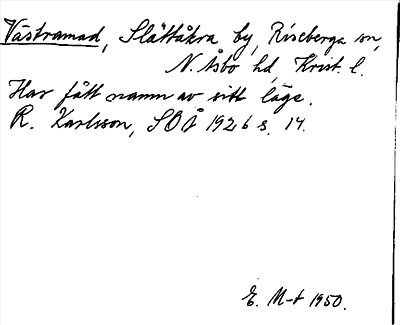 Västramad, Slättåkra by, Riseberga sn,
N. Åsbo hd Krist. l.
Har fått namn av sitt läge.
R. Karlsson, SOÅ 1926 s. 14.
E. M-t 1950.